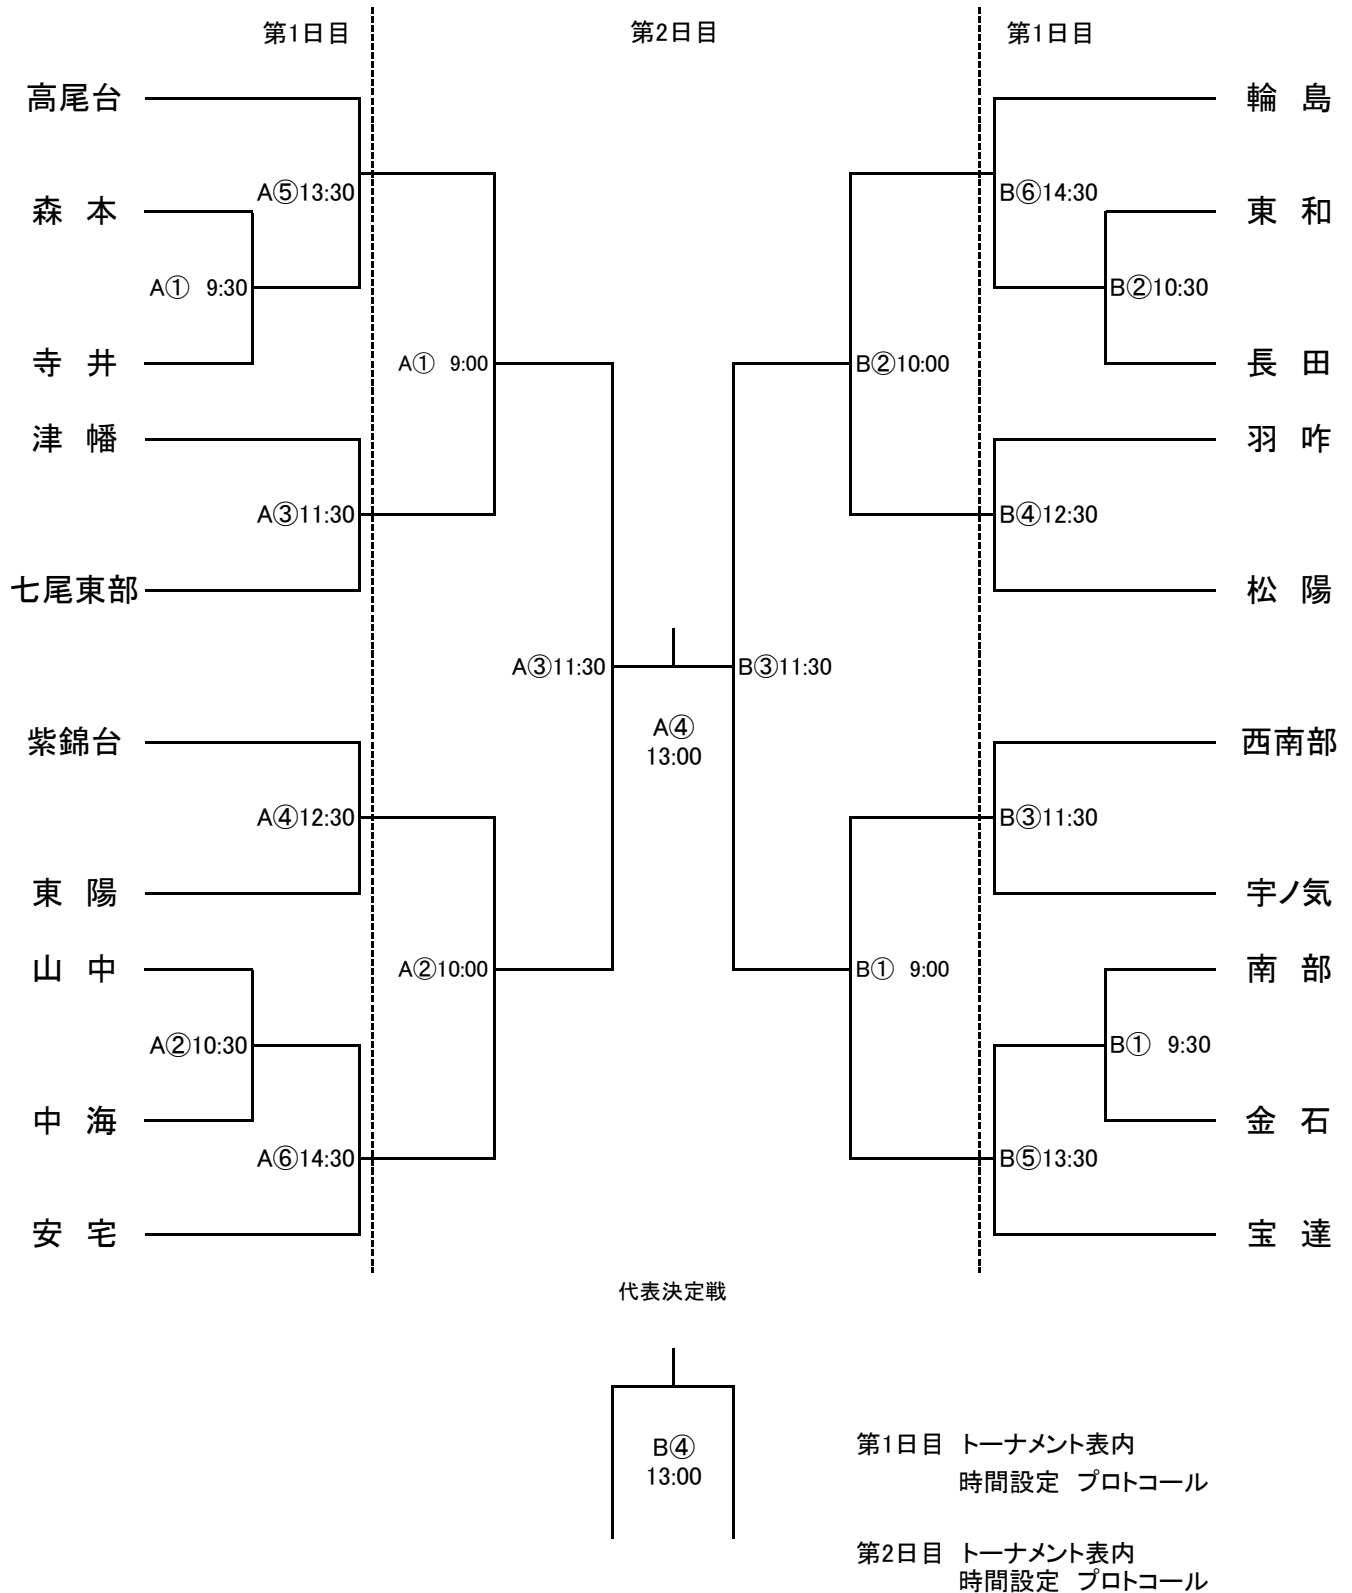 第1日目
第2日目
第1日目
高尾台
輪 島
A⑤13:30
B⑥14:30
森 本
東 和
A① 9:30
B②10:30
寺 井
A① 9:00
B②10:00
長 田
津 幡
羽 咋
A③11:30
B④12:30
七尾東部
松 陽
A③11:30
B③11:30
A④
13:00
紫錦台
西南部
A④12:30
B③11:30
東 陽
宇ノ気
山 中
A②10:00
B① 9:00
南 部
A②10:30
B① 9:30
中 海
金 石
A⑥14:30
B⑤13:30
安 宅
宝 達
代表決定戦
B④
13:00
第1日目 トーナメント表内
時間設定 プロトコール
第2日目 トーナメント表内
時間設定 プロトコール